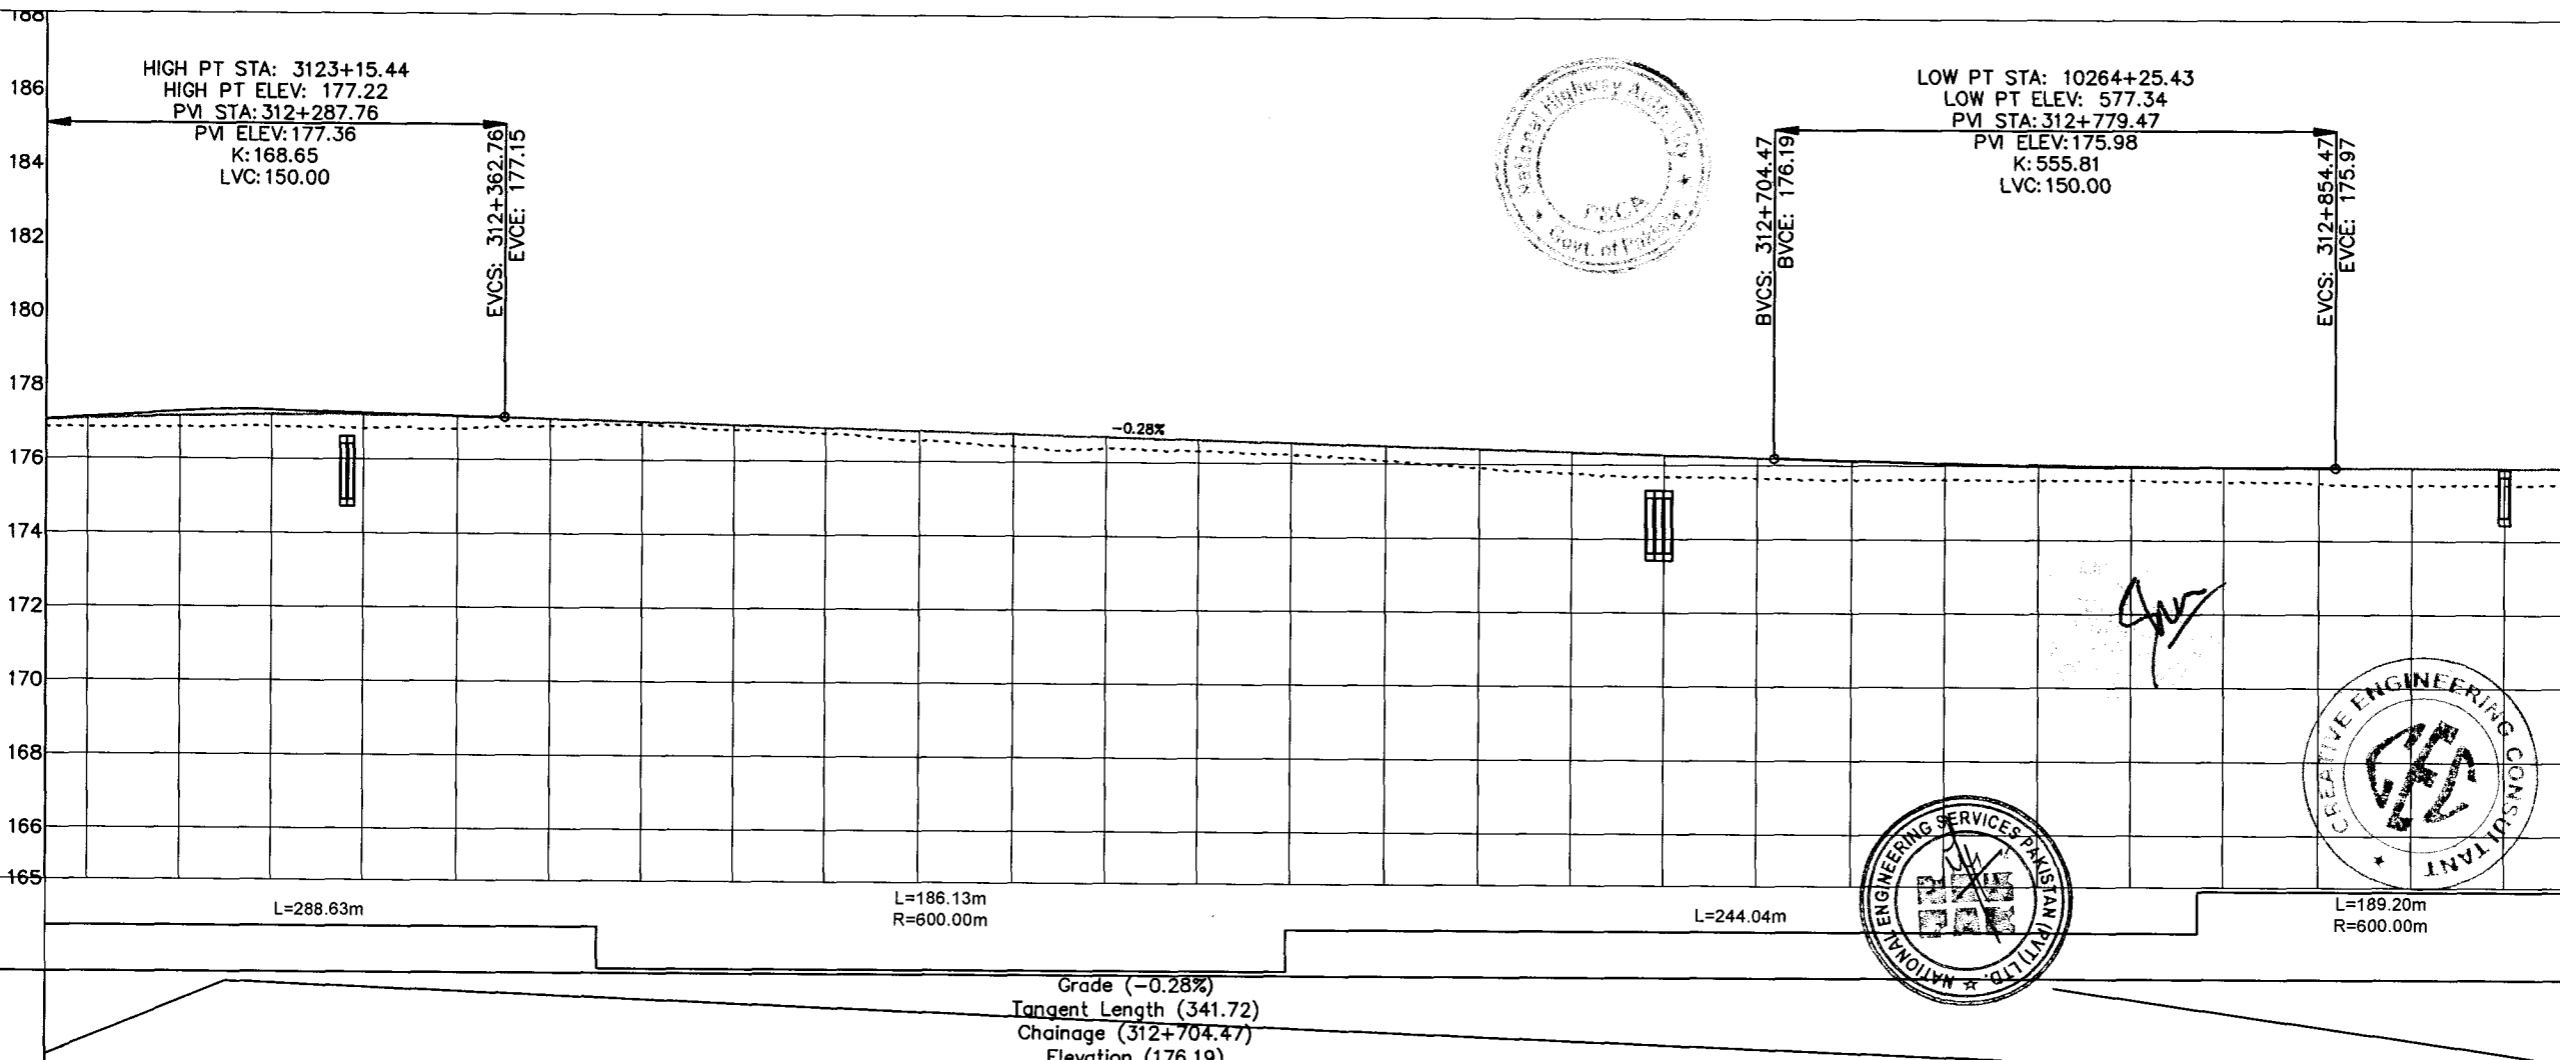 188
186
184
182
180
178
176
174
172
170
168
166
165
HIGH PT STA: 3123+15.44
HIGH PT ELEV: 177.22
PVI STA:312+287.76
PVI ELEV:177.36
K:168.65
LVC:150.00
EVCS: 312+362.76
EVCE: 177.15
National Highway Authority
Govt. of Pakistan
LOW PT STA: 10264+25.43
LOW PT ELEV: 577.34
PVI STA:312+779.47
PVI ELEV:175.98
K:555.81
LVC:150.00
BVCS: 312+704.47
BVCE: 176.19
EVCS: 312+854.47
EVCE: 175.97
-0.28%
CREATIVE ENGINEERING CONSULTANT
NATIONAL ENGINEERING SERVICES PAKISTAN (PVT) LTD.
L=288.63m
L=186.13m
R=600.00m
L=244.04m
L=189.20m
R=600.00m
Grade (-0.28%)
Tangent Length (341.72)
Chainage (312+704.47)
Elevation (176.19)